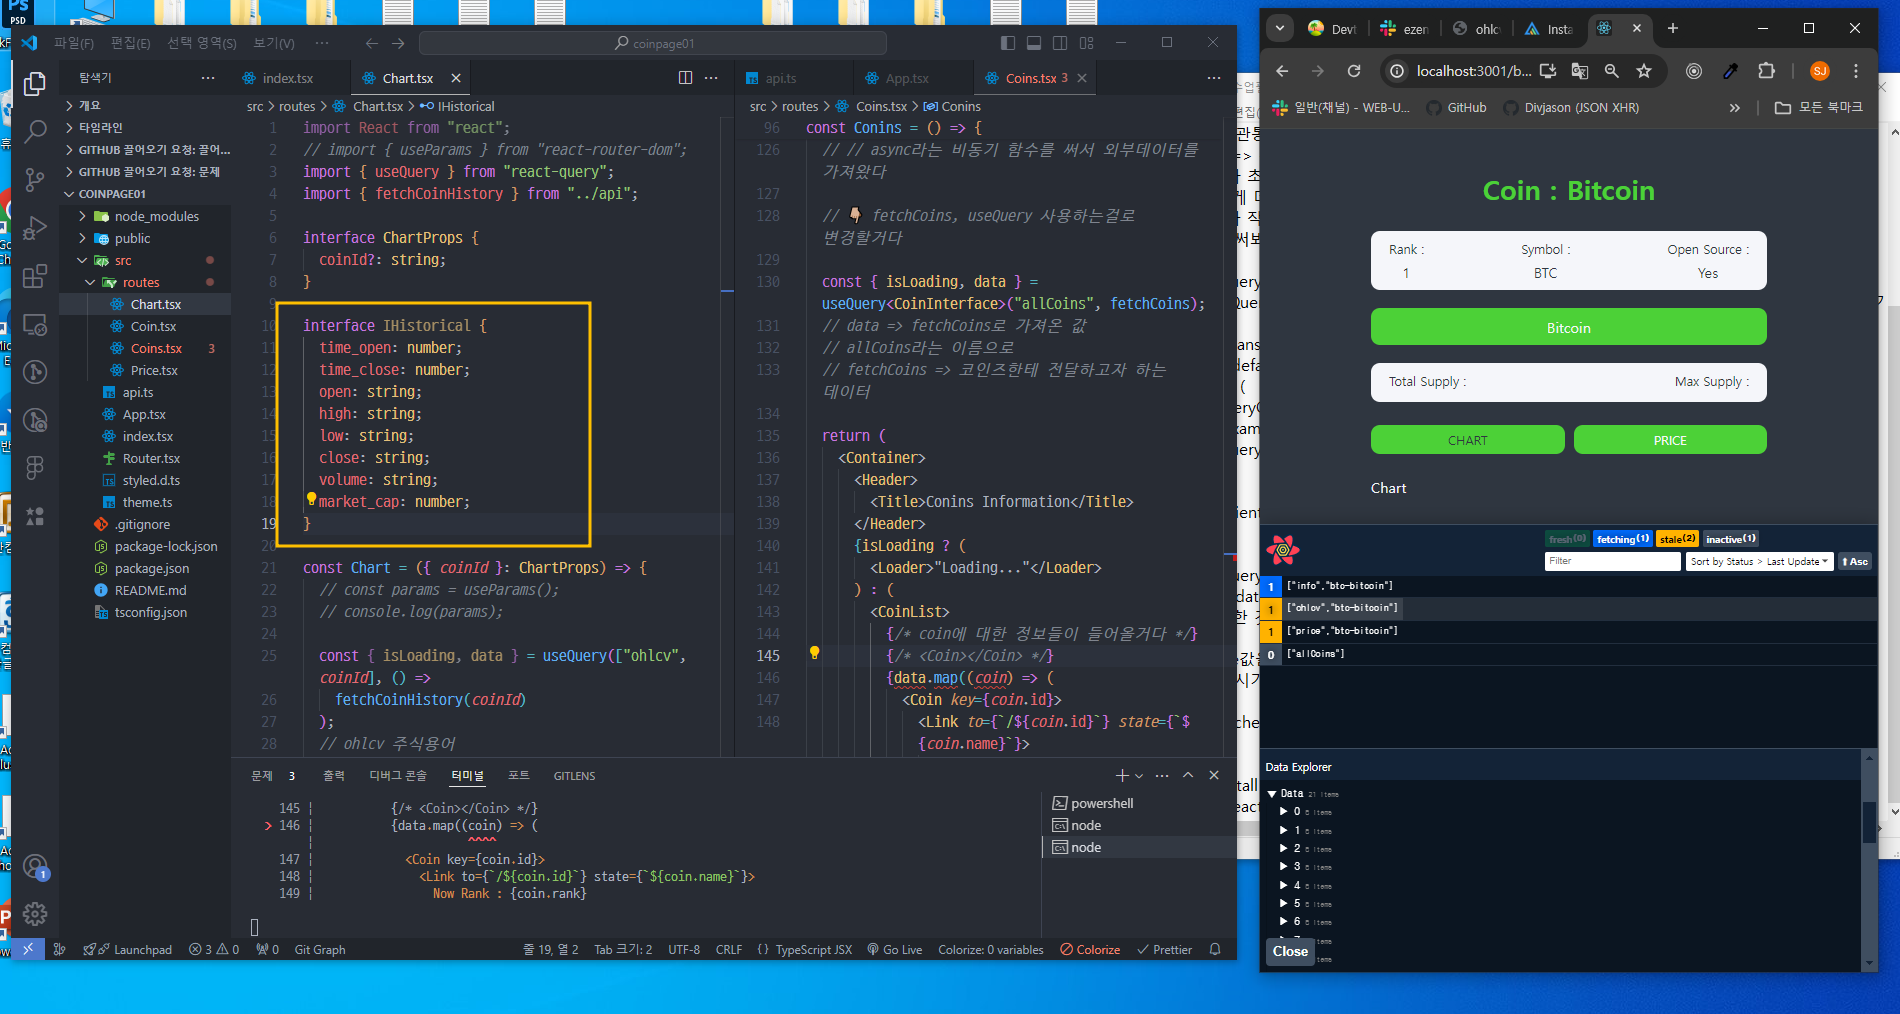 PSD
파일(F) 편집(E) 선택 영역(S) 보기(V) ··· coinpage01
탐색기 ···
개요
타임라인
GITHUB 끌어오기 요청: 끌어...
GITHUB 끌어오기 요청: 문제
COINPAGE01
node_modules
public
src
routes
Chart.tsx
Coin.tsx
Coins.tsx 3
Price.tsx
api.ts
App.tsx
index.tsx
Router.tsx
styled.d.ts
theme.ts
.gitignore
package-lock.json
package.json
README.md
tsconfig.json
index.tsx Chart.tsx
src > routes > Chart.tsx > IHistorical
1 import React from "react";
2 // import { useParams } from "react-router-dom";
3 import { useQuery } from "react-query";
4 import { fetchCoinHistory } from "../api";
5
6 interface ChartProps {
7 coinId?: string;
8 }
9
10 interface IHistorical {
11 time_open: number;
12 time_close: number;
13 open: string;
14 high: string;
15 low: string;
16 close: string;
17 volume: string;
18 market_cap: number;
19 }
20
21 const Chart = ({ coinId }: ChartProps) => {
22 // const params = useParams();
23 // console.log(params);
24
25 const { isLoading, data } = useQuery(["ohlcv",
coinId], () =>
26 fetchCoinHistory(coinId)
27 );
28 // ohlcv 주식용어
api.ts App.tsx Coins.tsx 3
src > routes > Coins.tsx > Conins
96 const Conins = () => {
126 // // async라는 비동기 함수를 써서 외부데이터를
가져왔다
127
128 // 👇 fetchCoins, useQuery 사용하는걸로
변경할거다
129
130 const { isLoading, data } =
useQuery<CoinInterface>("allCoins", fetchCoins);
131 // data => fetchCoins로 가져온 값
132 // allCoins라는 이름으로
133 // fetchCoins => 코인즈한테 전달하고자 하는
데이터
134
135 return (
136 <Container>
137 <Header>
138 <Title>Conins Information</Title>
139 </Header>
140 {isLoading ? (
141 <Loader>"Loading..."</Loader>
142 ) : (
143 <CoinList>
144 {/* coin에 대한 정보들이 들어올거다 */}
145 {/* <Coin></Coin> */}
146 {data.map((coin) => (
147 <Coin key={coin.id}>
148 <Link to={`/${coin.id}`} state={`$
{coin.name}`}>
문제 3 출력 디버그 콘솔 터미널 포트 GITLENS
145 ¦ {/* <Coin></Coin> */}
> 146 ¦ {data.map((coin) => (
¦ ^^^^
147 ¦ <Coin key={coin.id}>
148 ¦ <Link to={`/${coin.id}`} state={`${coin.name}`}>
149 ¦ Now Rank : {coin.rank}
powershell
node
node
Launchpad 3 0 0 Git Graph 줄 19, 열 2 Tab 크기: 2 UTF-8 CRLF {} TypeScript JSX Go Live Colorize: 0 variables Colorize Prettier
Devt ezen ohlc Insta
localhost:3001/b... SJ
일반(채널) - WEB-U... GitHub Divjason (JSON XHR) » 모든 북마크
Coin : Bitcoin
Rank : Symbol : Open Source :
1 BTC Yes
Bitcoin
Total Supply : Max Supply :
CHART PRICE
Chart
fresh(0) fetching(1) stale(2) inactive(1)
Filter Sort by Status > Last Update ⬆ Asc
1 ["info","btc-bitcoin"]
1 ["ohlcv","btc-bitcoin"]
1 ["price","btc-bitcoin"]
0 ["allCoins"]
Data Explorer
Data 21 items
0 8 items
1 8 items
2 8 items
3 8 items
4 8 items
5 8 items
6 8 items
Close